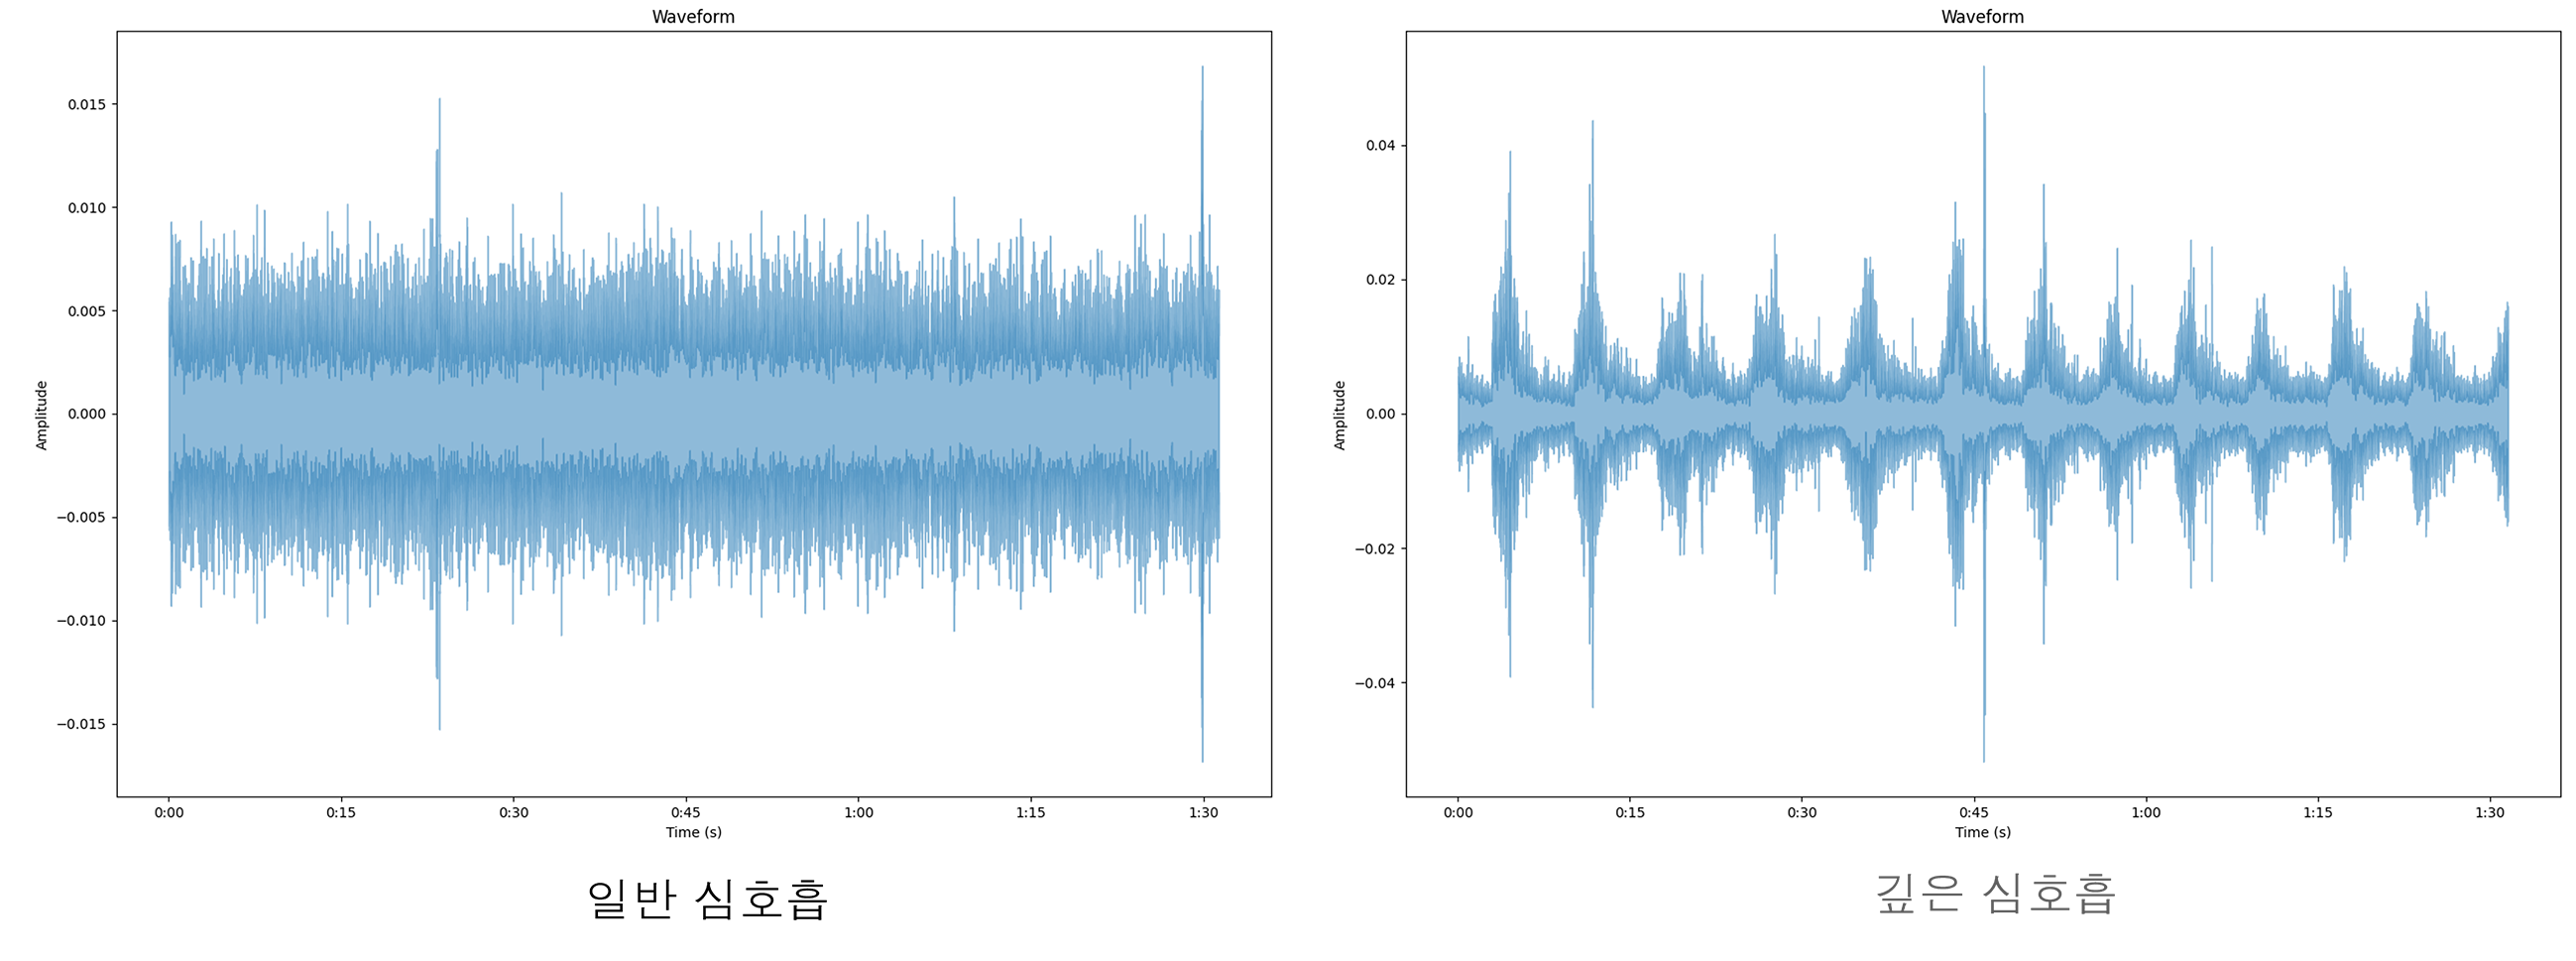 Waveform
0.015
0.010
0.005
0.000
−0.005
−0.010
−0.015
Amplitude
0:00 0:15 0:30 0:45 1:00 1:15 1:30
Time (s)
일반 심호흡
Waveform
0.04
0.02
0.00
−0.02
−0.04
Amplitude
0:00 0:15 0:30 0:45 1:00 1:15 1:30
Time (s)
깊은 심호흡